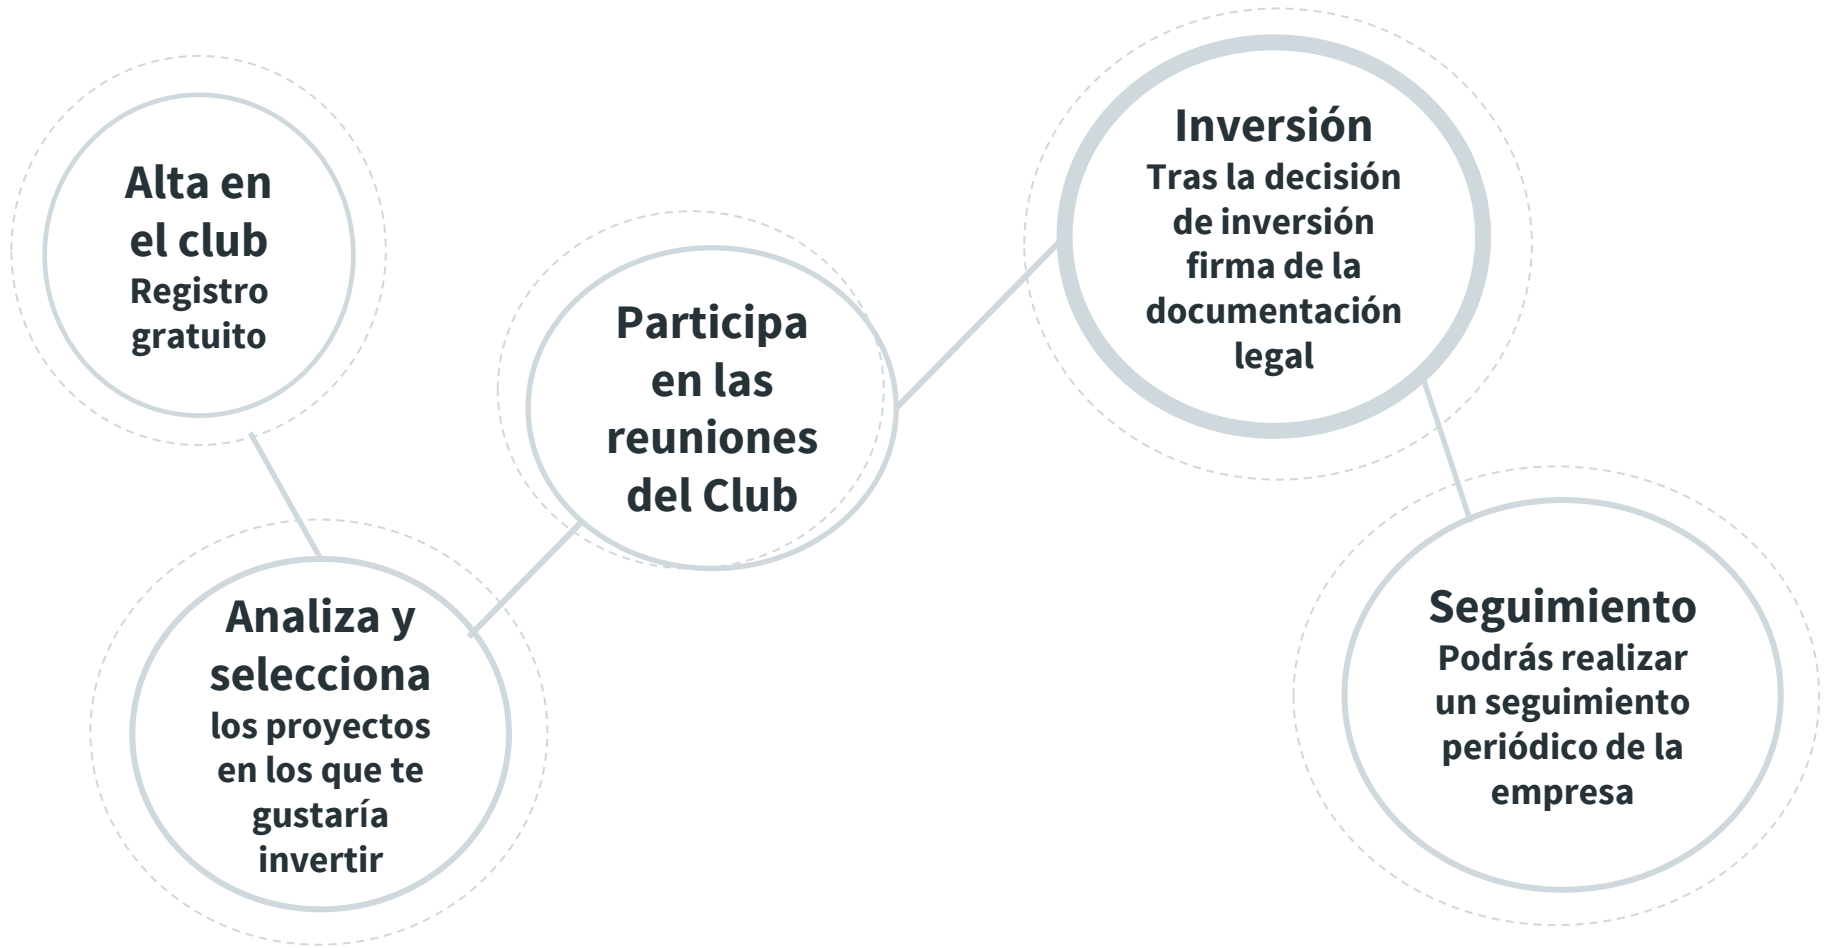 Alta en
el club
Registro
gratuito
Analiza y
selecciona
los proyectos
en los que te
gustaría
invertir
Participa
en las
reuniones
del Club
Inversión
Tras la decisión
de inversión
firma de la
documentación
legal
Seguimiento
Podrás realizar
un seguimiento
periódico de la
empresa